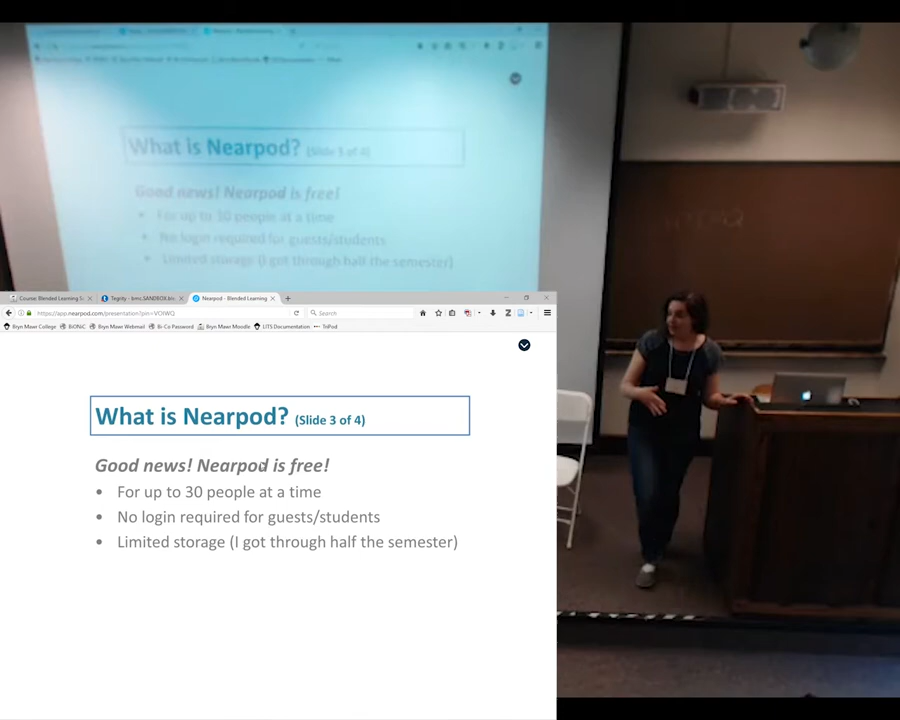 What is Nearpod? (Slide 3 of 4)
Good news! Nearpod is free!
• For up to 30 people at a time
• No login required for guests/students
• Limited storage (I got through half the semester)
Course: Blended Learning S
Tegrity - bmc.SANDBOX.bn
Nearpod - Blended Learning
https://app.nearpod.com/presentation?pin=VOIWQ
Search
Bryn Mawr College BIONIC Bryn Mawr Webmail Bi-Co Password Bryn Mawr Moodle LITS Documentation TriPod
What is Nearpod? (Slide 3 of 4)
Good news! Nearpod is free!
• For up to 30 people at a time
• No login required for guests/students
• Limited storage (I got through half the semester)